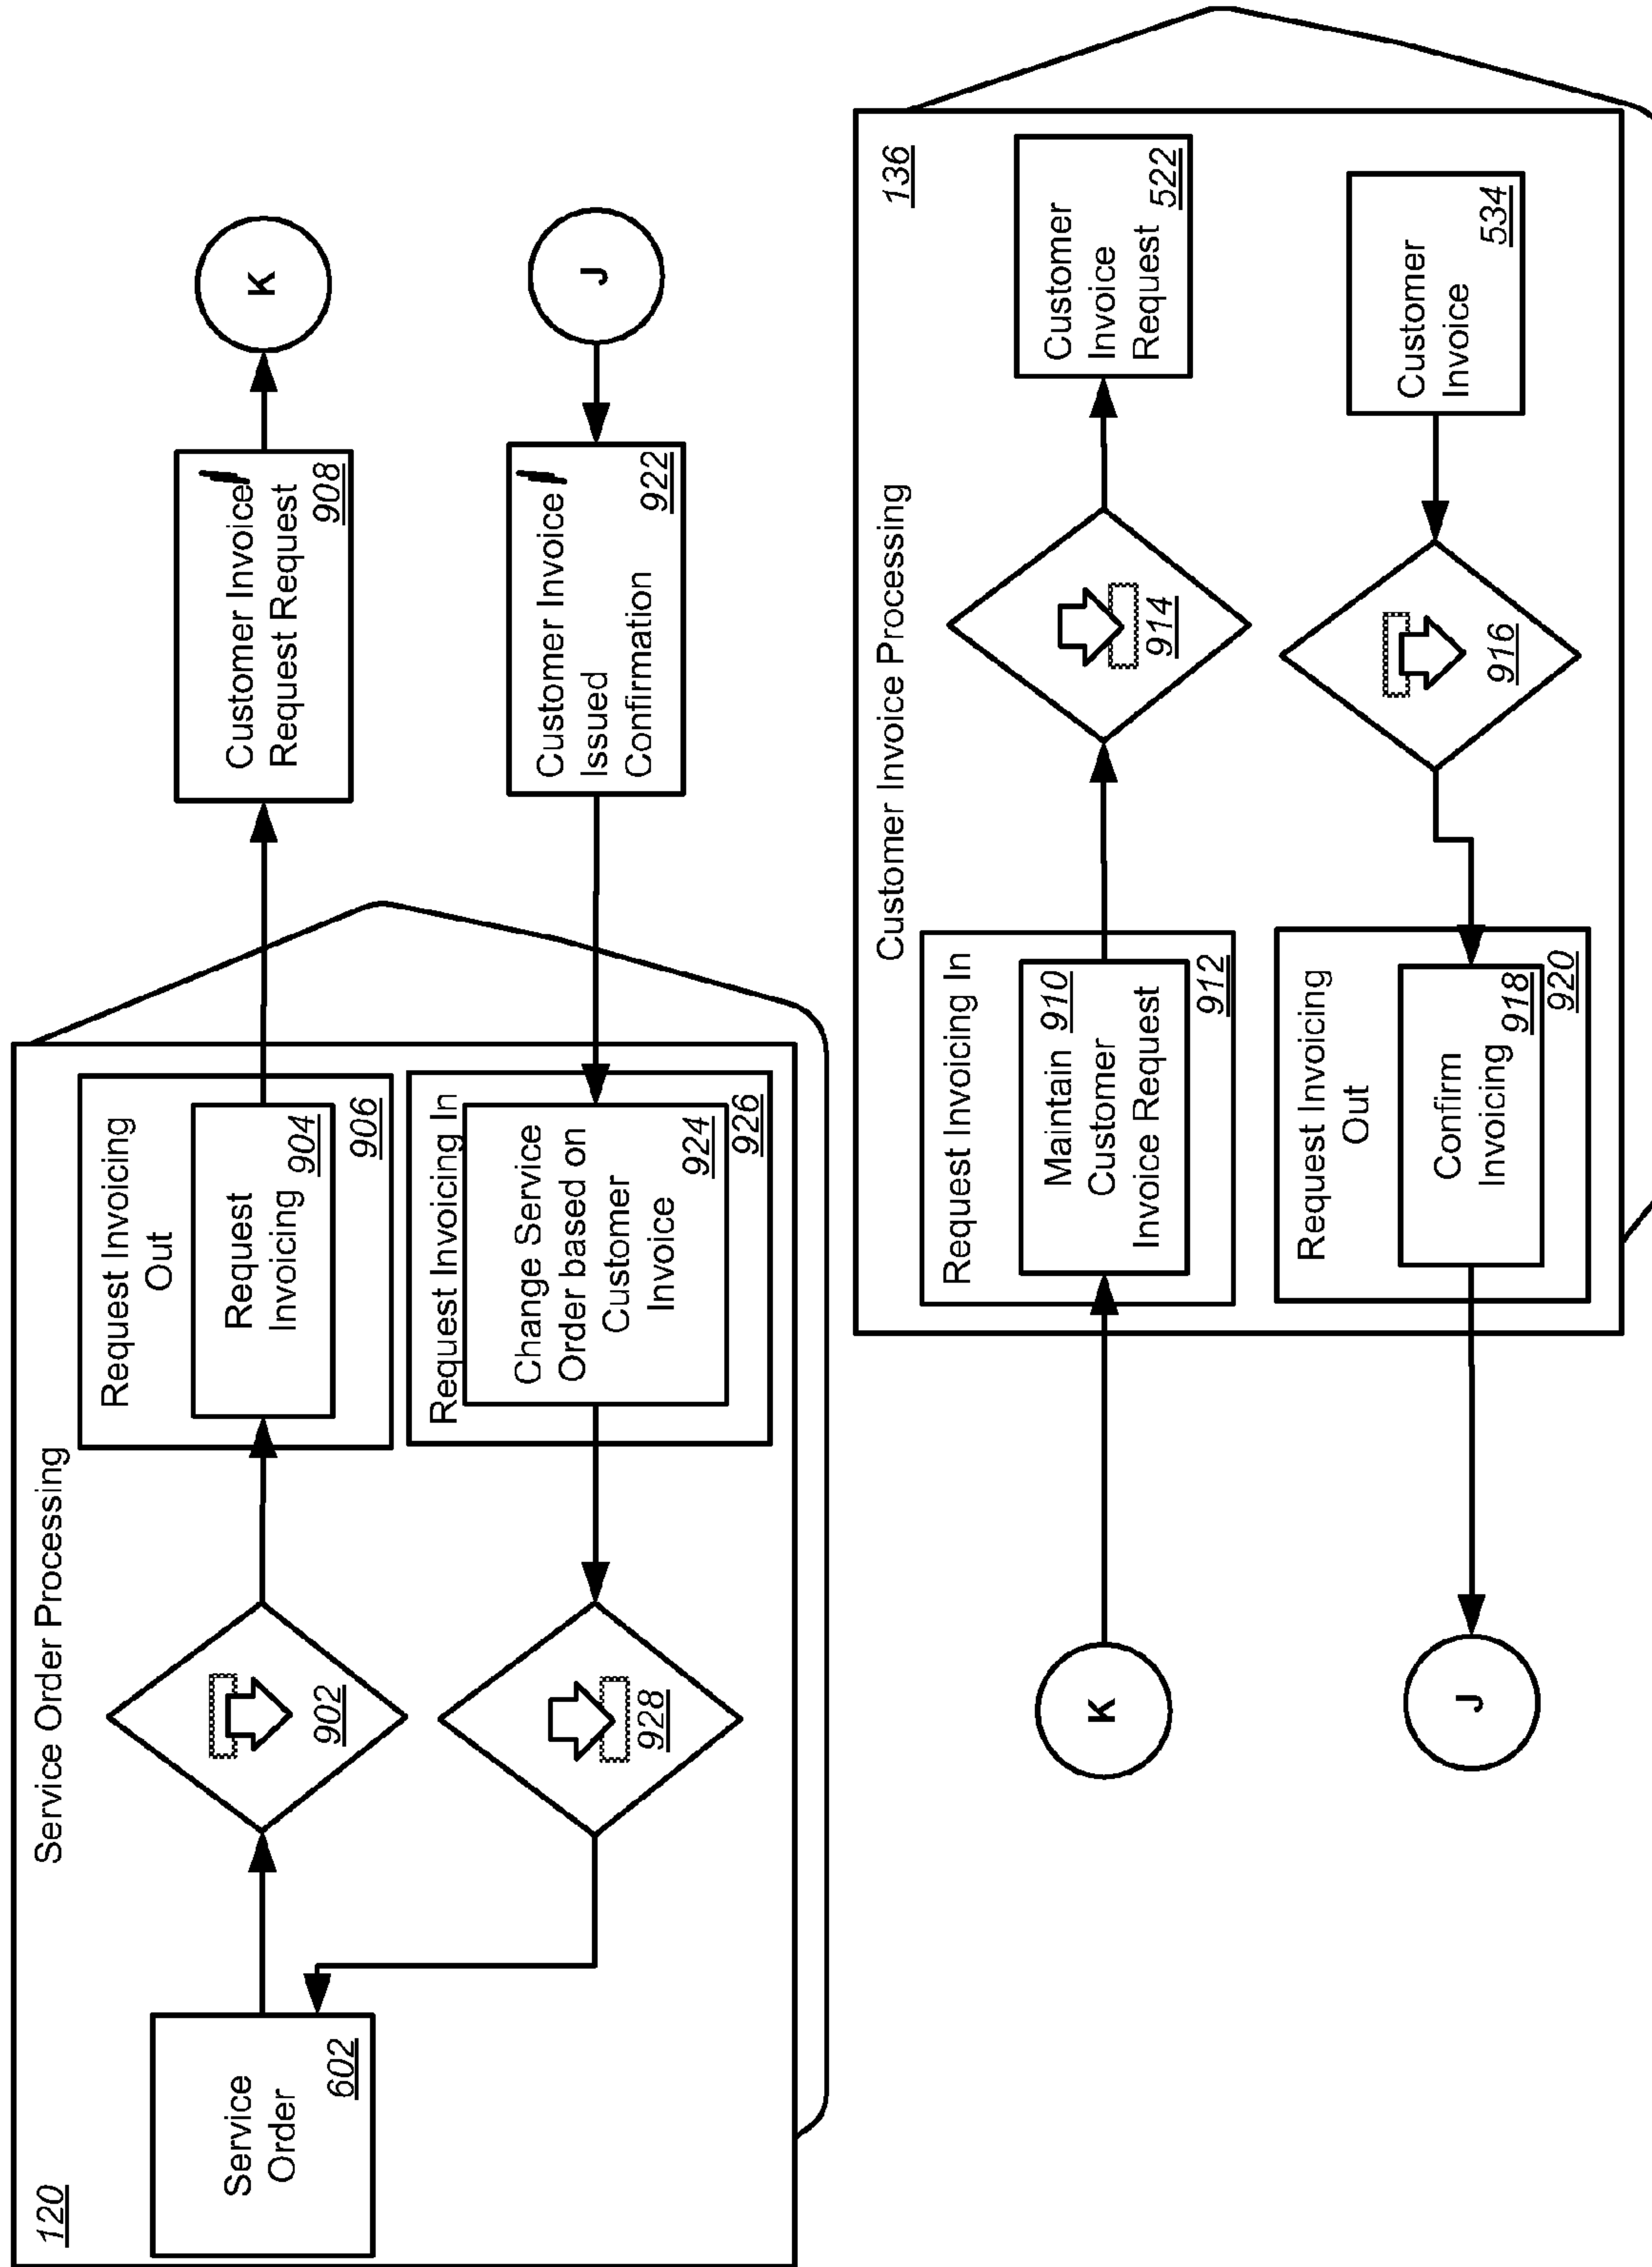 120
Service Order Processing
Service
Order
602
902
Request Invoicing
Out
Request
Invoicing
904
906
Customer Invoice
Request Request
908
K
928
Request Invoicing In
Change Service
Order based on
Customer
Invoice
924
926
Customer Invoice
Issued
Confirmation
922
J
Customer Invoice Processing
136
K
Request Invoicing In
Maintain 910
Customer
Invoice Request
912
914
Customer
Invoice
Request
522
J
Request Invoicing
Out
Confirm
Invoicing
918
920
916
Customer
Invoice
534